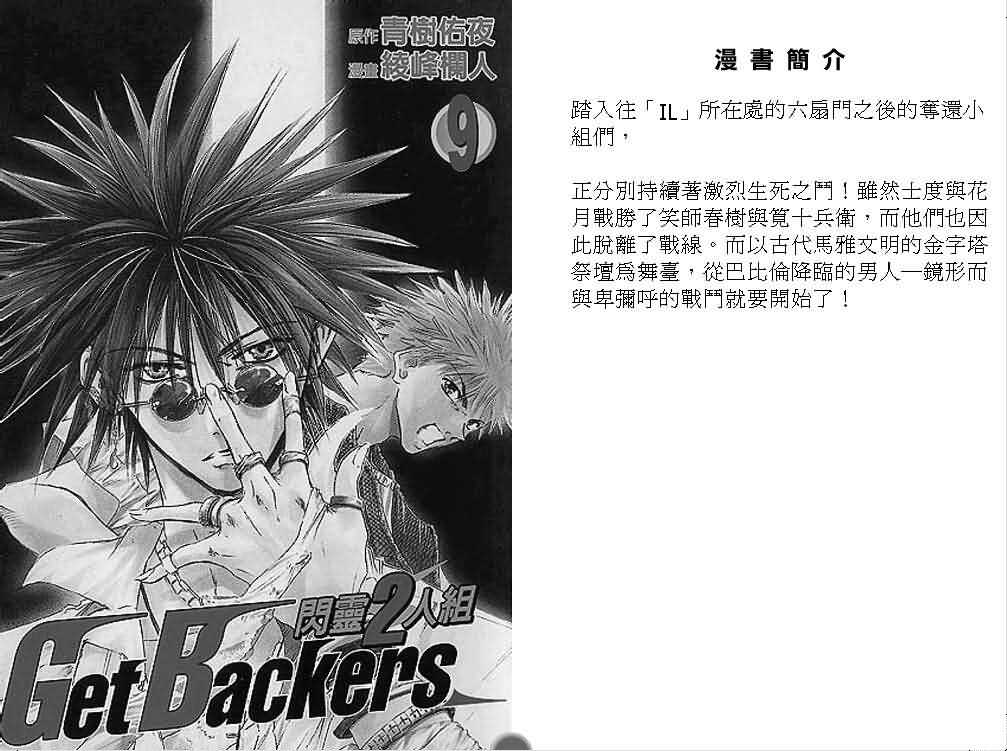 原作 青樹佑夜
漫畫 綾峰欄人
9
閃靈2人組
Get Backers
漫書簡介
踏入往「IL」所在處的六扇門之後的奪還小
組們，
正分別持續著激烈生死之鬥！雖然士度與花
月戰勝了笑師春樹與筧十兵衛，而他們也因
此脫離了戰線。而以古代馬雅文明的金字塔
祭壇爲舞臺，從巴比倫降臨的男人—鏡形而
與卑彌呼的戰鬥就要開始了！